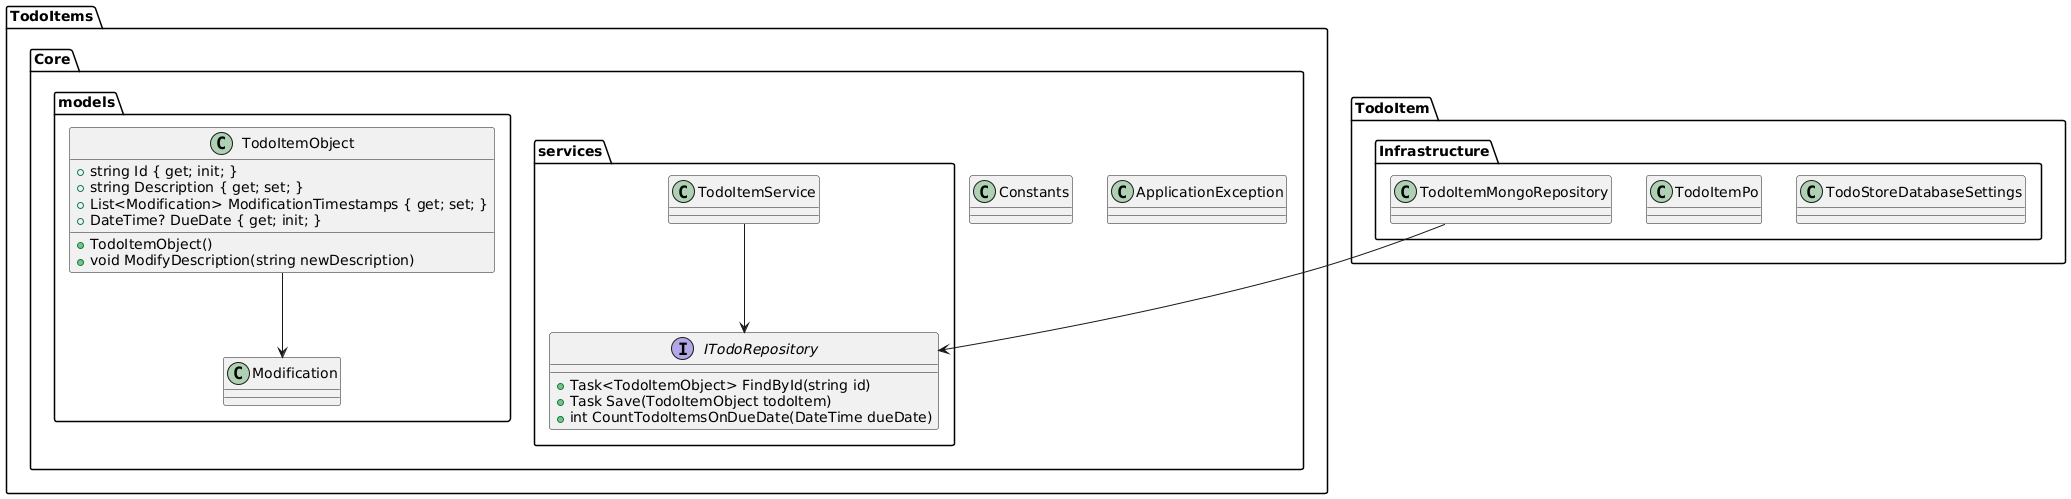 TodoItems
Core
models
C TodoItemObject
string Id { get; init; }
string Description { get; set; }
List<Modification> ModificationTimestamps { get; set; }
DateTime? DueDate { get; init; }
TodoItemObject()
void ModifyDescription(string newDescription)
C Modification
services
C TodoItemService
I ITodoRepository
Task<TodoItemObject> FindById(string id)
Task Save(TodoItemObject todoItem)
int CountTodoItemsOnDueDate(DateTime dueDate)
C Constants
C ApplicationException
TodoItem
Infrastructure
C TodoItemMongoRepository
C TodoItemPo
C TodoStoreDatabaseSettings